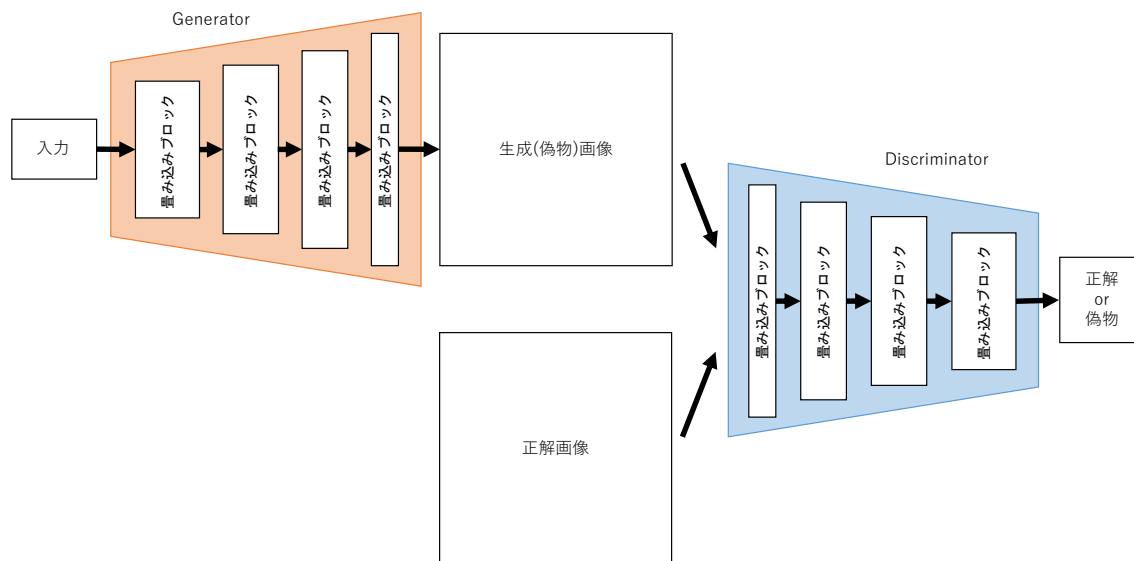 Generator
入力
畳み込みブロック
畳み込みブロック
畳み込みブロック
畳み込みブロック
生成(偽物)画像
正解画像
Discriminator
畳み込みブロック
畳み込みブロック
畳み込みブロック
畳み込みブロック
正解
or
偽物